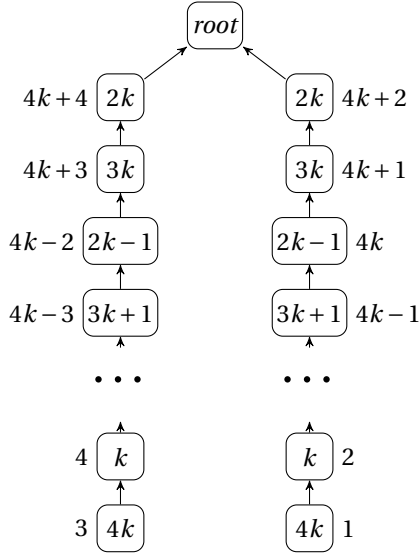 root
4k+4 2k 2k 4k+2
4k+3 3k 3k 4k+1
4k−2 2k−1 2k−1 4k
4k−3 3k+1 3k+1 4k−1
... ...
4 k k 2
3 4k 4k 1